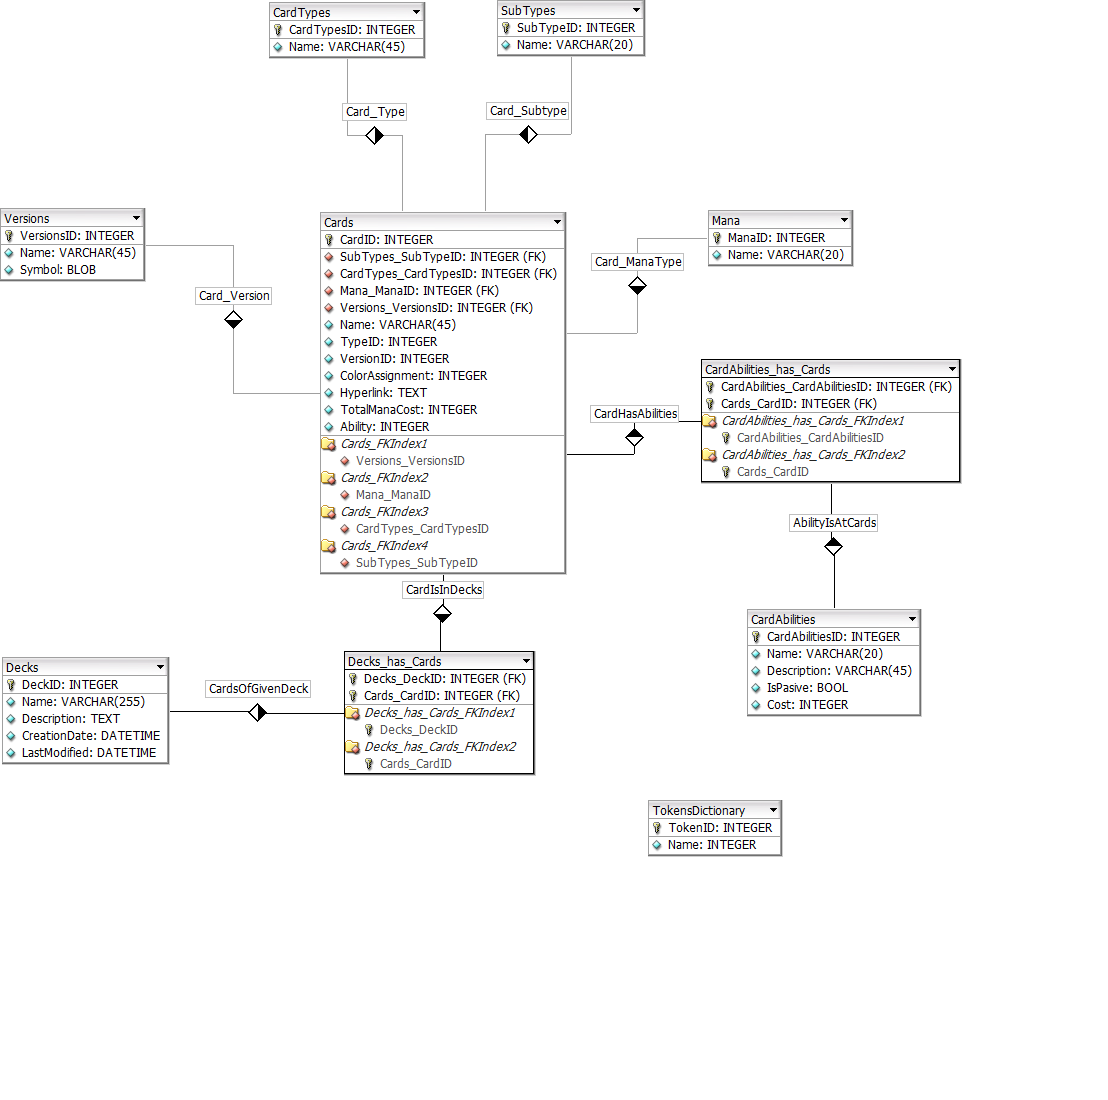 CardTypes
CardTypesID: INTEGER
Name: VARCHAR(45)
SubTypes
SubTypeID: INTEGER
Name: VARCHAR(20)
Card_Type
Card_Subtype
Versions
VersionsID: INTEGER
Name: VARCHAR(45)
Symbol: BLOB
Card_Version
Cards
CardID: INTEGER
SubTypes_SubTypeID: INTEGER (FK)
CardTypes_CardTypesID: INTEGER (FK)
Mana_ManaID: INTEGER (FK)
Versions_VersionsID: INTEGER (FK)
Name: VARCHAR(45)
TypeID: INTEGER
VersionID: INTEGER
ColorAssignment: INTEGER
Hyperlink: TEXT
TotalManaCost: INTEGER
Ability: INTEGER
Cards_FKIndex1
Versions_VersionsID
Cards_FKIndex2
Mana_ManaID
Cards_FKIndex3
CardTypes_CardTypesID
Cards_FKIndex4
SubTypes_SubTypeID
Mana
ManaID: INTEGER
Name: VARCHAR(20)
Card_ManaType
CardHasAbilities
CardAbilities_has_Cards
CardAbilities_CardAbilitiesID: INTEGER (FK)
Cards_CardID: INTEGER (FK)
CardAbilities_has_Cards_FKIndex1
CardAbilities_CardAbilitiesID
CardAbilities_has_Cards_FKIndex2
Cards_CardID
AbilityIsAtCards
CardAbilities
CardAbilitiesID: INTEGER
Name: VARCHAR(20)
Description: VARCHAR(45)
IsPasive: BOOL
Cost: INTEGER
CardIsInDecks
Decks
DeckID: INTEGER
Name: VARCHAR(255)
Description: TEXT
CreationDate: DATETIME
LastModified: DATETIME
CardsOfGivenDeck
Decks_has_Cards
Decks_DeckID: INTEGER (FK)
Cards_CardID: INTEGER (FK)
Decks_has_Cards_FKIndex1
Decks_DeckID
Decks_has_Cards_FKIndex2
Cards_CardID
TokensDictionary
TokenID: INTEGER
Name: INTEGER